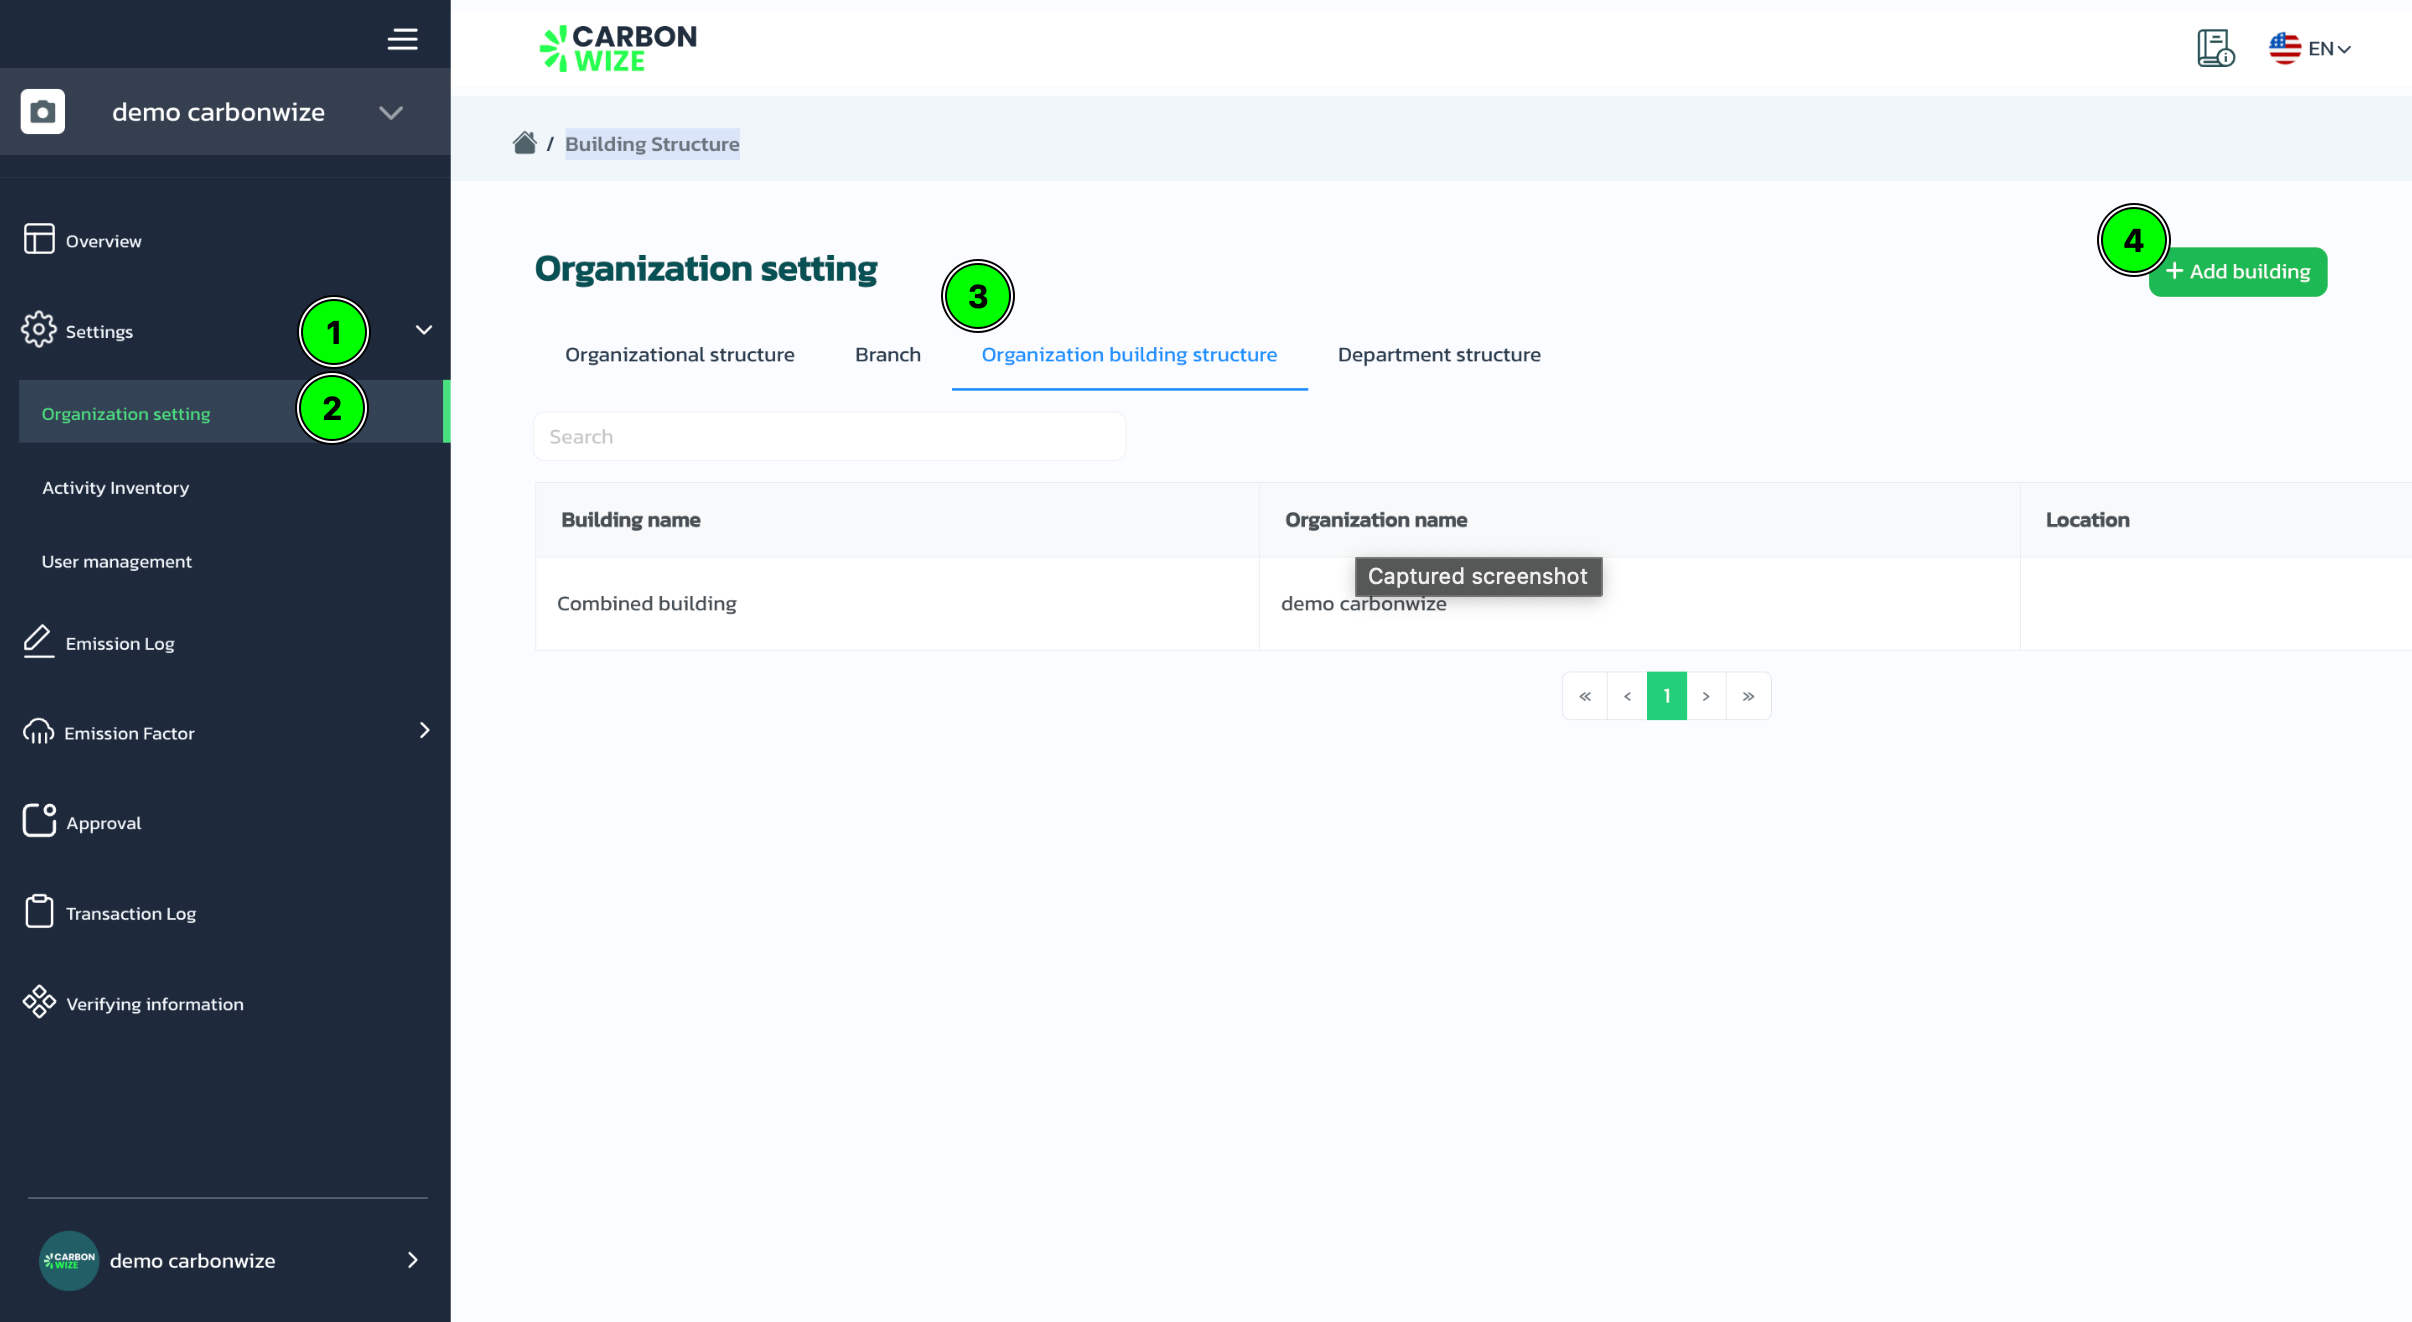 demo carbonwize
Overview
Settings
1
Organization setting
2
Activity Inventory
User management
Emission Log
Emission Factor
Approval
Transaction Log
Verifying information
CARBON
WIZE
demo carbonwize
CARBON
WIZE
EN
/ Building Structure
Organization setting
3
4
+ Add building
Organizational structure
Branch
Organization building structure
Department structure
Search
Building name
Organization name
Location
Captured screenshot
Combined building
demo carbonwize
« ‹ 1 › »